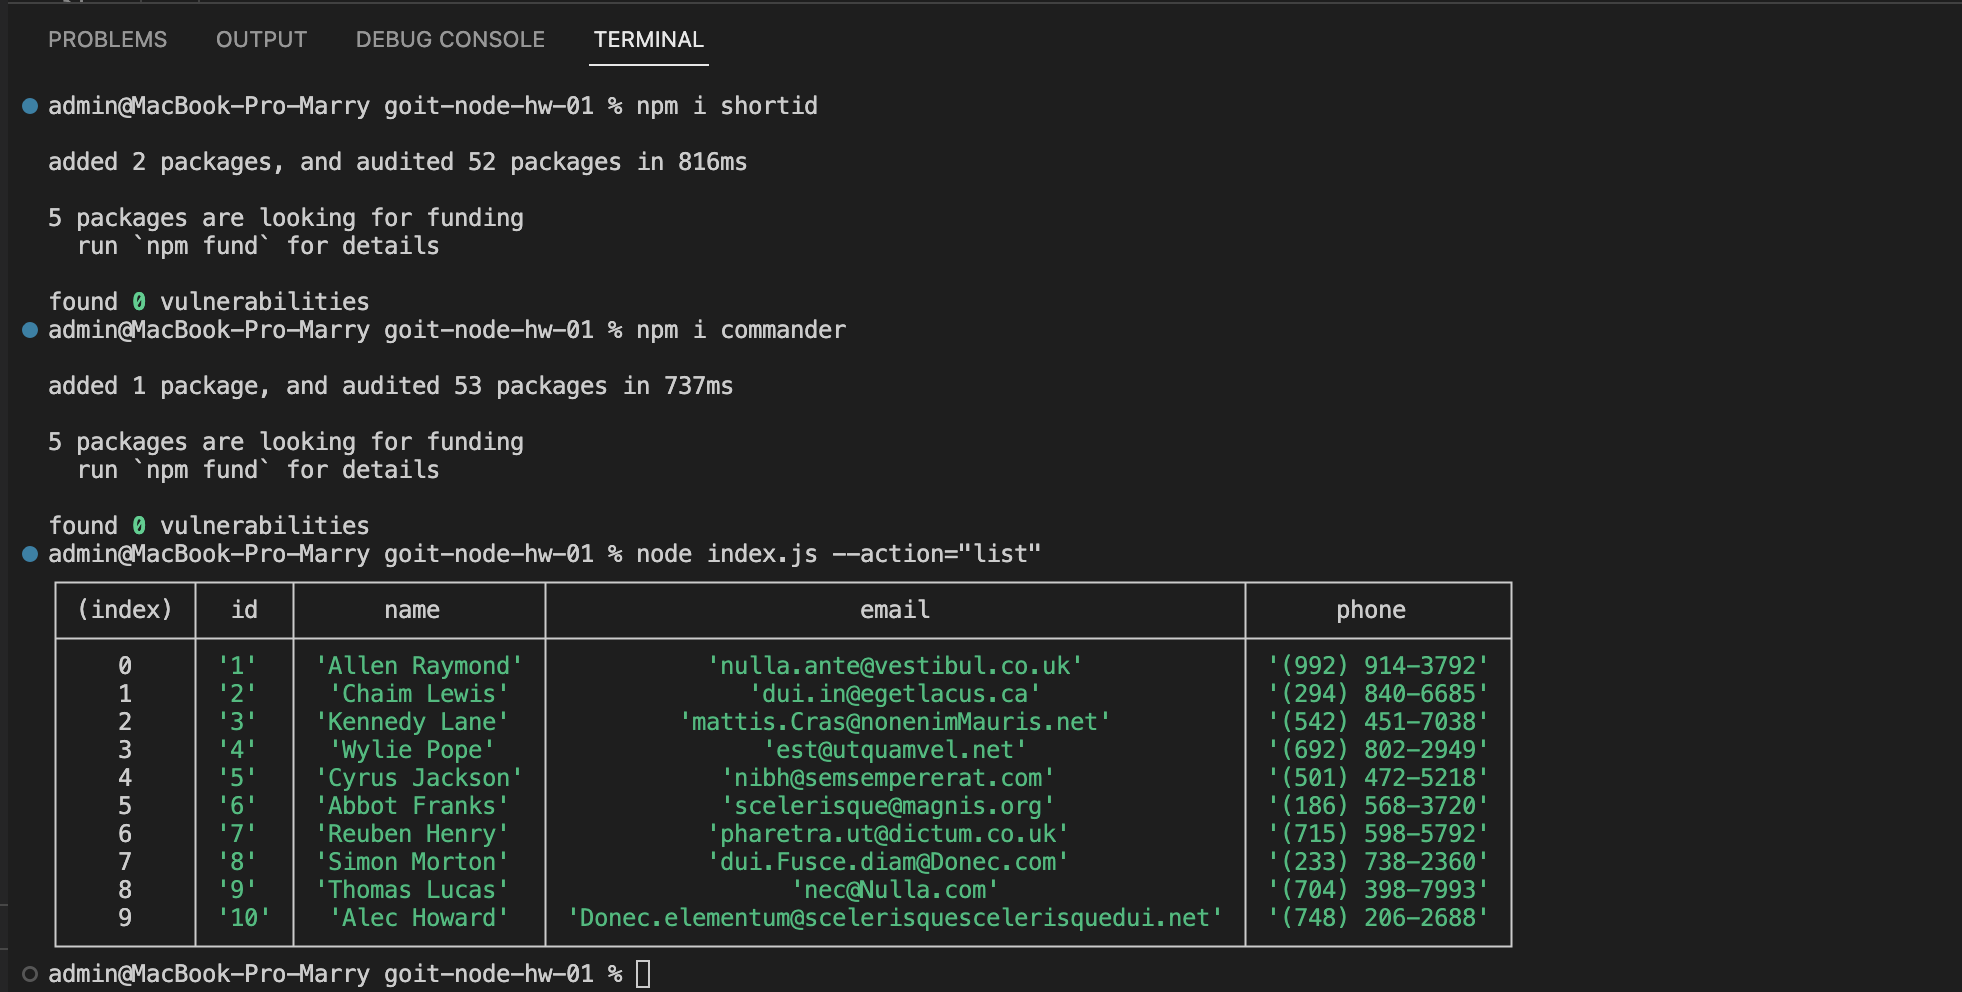 PROBLEMS OUTPUT DEBUG CONSOLE TERMINAL
admin@MacBook-Pro-Marry goit-node-hw-01 % npm i shortid
added 2 packages, and audited 52 packages in 816ms
5 packages are looking for funding
run `npm fund` for details
found 0 vulnerabilities
admin@MacBook-Pro-Marry goit-node-hw-01 % npm i commander
added 1 package, and audited 53 packages in 737ms
5 packages are looking for funding
run `npm fund` for details
found 0 vulnerabilities
admin@MacBook-Pro-Marry goit-node-hw-01 % node index.js --action="list"
(index) id name email phone
0 '1' 'Allen Raymond' 'nulla.ante@vestibul.co.uk' '(992) 914-3792'
1 '2' 'Chaim Lewis' 'dui.in@egetlacus.ca' '(294) 840-6685'
2 '3' 'Kennedy Lane' 'mattis.Cras@nonenimMauris.net' '(542) 451-7038'
3 '4' 'Wylie Pope' 'est@utquamvel.net' '(692) 802-2949'
4 '5' 'Cyrus Jackson' 'nibh@semsempererat.com' '(501) 472-5218'
5 '6' 'Abbot Franks' 'scelerisque@magnis.org' '(186) 568-3720'
6 '7' 'Reuben Henry' 'pharetra.ut@dictum.co.uk' '(715) 598-5792'
7 '8' 'Simon Morton' 'dui.Fusce.diam@Donec.com' '(233) 738-2360'
8 '9' 'Thomas Lucas' 'nec@Nulla.com' '(704) 398-7993'
9 '10' 'Alec Howard' 'Donec.elementum@scelerisquescelerisquedui.net' '(748) 206-2688'
admin@MacBook-Pro-Marry goit-node-hw-01 %